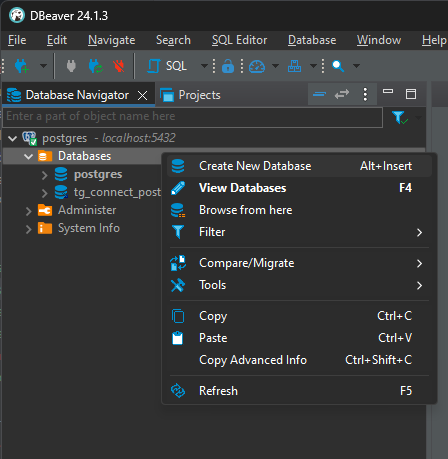 DBeaver 24.1.3
File Edit Navigate Search SQL Editor Database Window Help
SQL
Database Navigator Projects
Enter a part of object name here
postgres - localhost:5432
Databases
postgres
tg_connect_post
Administer
System Info
Create New Database Alt+Insert
View Databases F4
Browse from here
Filter
Compare/Migrate
Tools
Copy Ctrl+C
Paste Ctrl+V
Copy Advanced Info Ctrl+Shift+C
Refresh F5